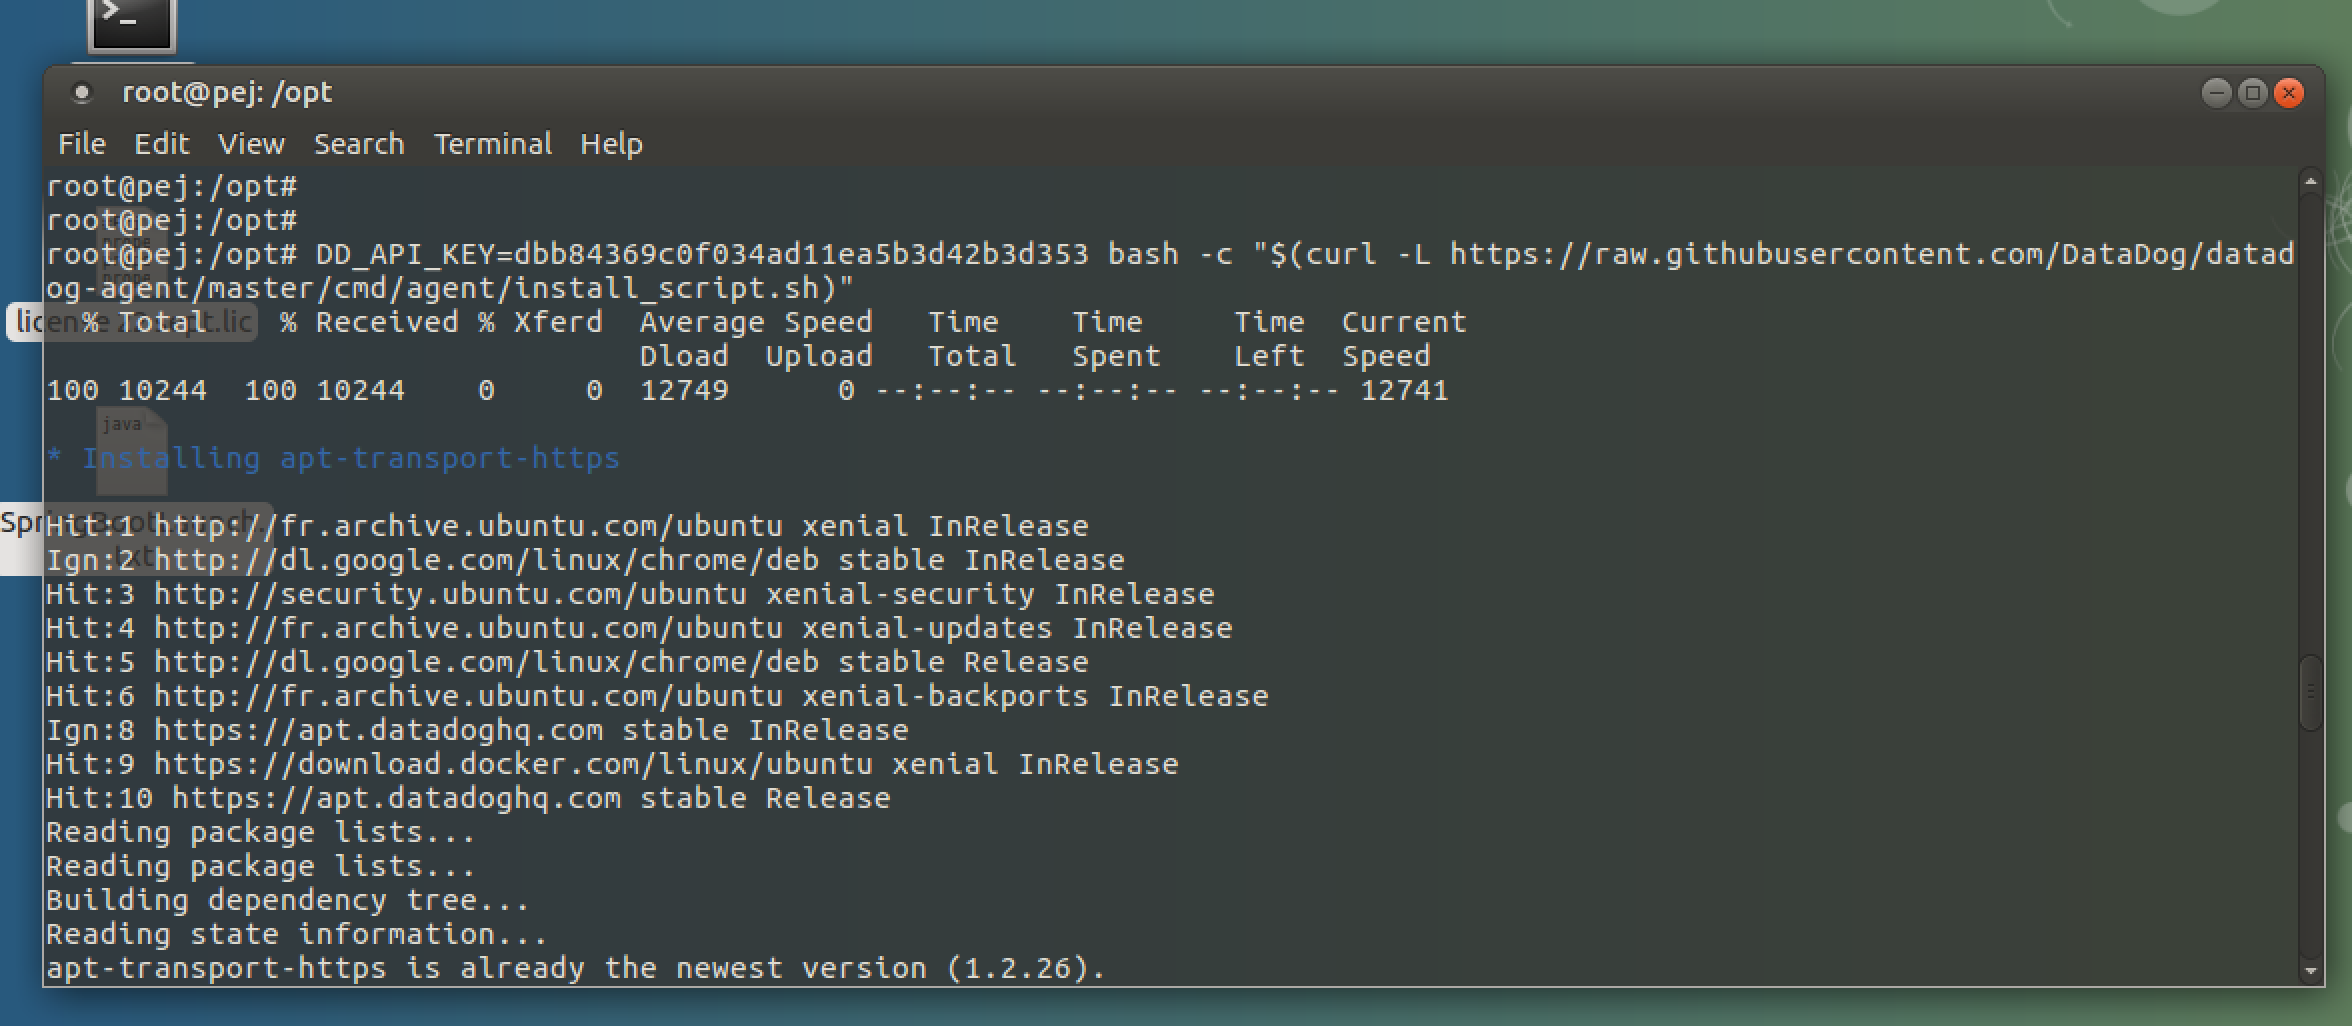 root@pej: /opt
File Edit View Search Terminal Help
root@pej:/opt#
root@pej:/opt#
root@pej:/opt# DD_API_KEY=dbb84369c0f034ad11ea5b3d42b3d353 bash -c "$(curl -L https://raw.githubusercontent.com/DataDog/datad
og-agent/master/cmd/agent/install_script.sh)"
% Total % Received % Xferd Average Speed Time Time Time Current
Dload Upload Total Spent Left Speed
100 10244 100 10244 0 0 12749 0 --:--:-- --:--:-- --:--:-- 12741
java
* Installing apt-transport-https
Hit:1 http://fr.archive.ubuntu.com/ubuntu xenial InRelease
Ign:2 http://dl.google.com/linux/chrome/deb stable InRelease
Hit:3 http://security.ubuntu.com/ubuntu xenial-security InRelease
Hit:4 http://fr.archive.ubuntu.com/ubuntu xenial-updates InRelease
Hit:5 http://dl.google.com/linux/chrome/deb stable Release
Hit:6 http://fr.archive.ubuntu.com/ubuntu xenial-backports InRelease
Ign:8 https://apt.datadoghq.com stable InRelease
Hit:9 https://download.docker.com/linux/ubuntu xenial InRelease
Hit:10 https://apt.datadoghq.com stable Release
Reading package lists...
Reading package lists...
Building dependency tree...
Reading state information...
apt-transport-https is already the newest version (1.2.26).